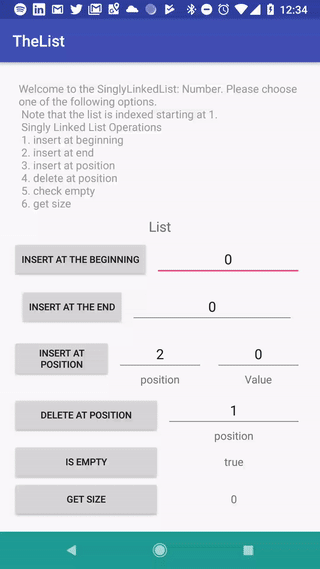 12:34
TheList
Welcome to the SinglyLinkedList: Number. Please choose
one of the following options.
Note that the list is indexed starting at 1.
Singly Linked List Operations
1. insert at beginning
2. insert at end
3. insert at position
4. delete at position
5. check empty
6. get size
List
INSERT AT THE BEGINNING 0
INSERT AT THE END 0
INSERT AT
POSITION
2 0
position Value
DELETE AT POSITION 1
position
IS EMPTY true
GET SIZE 0